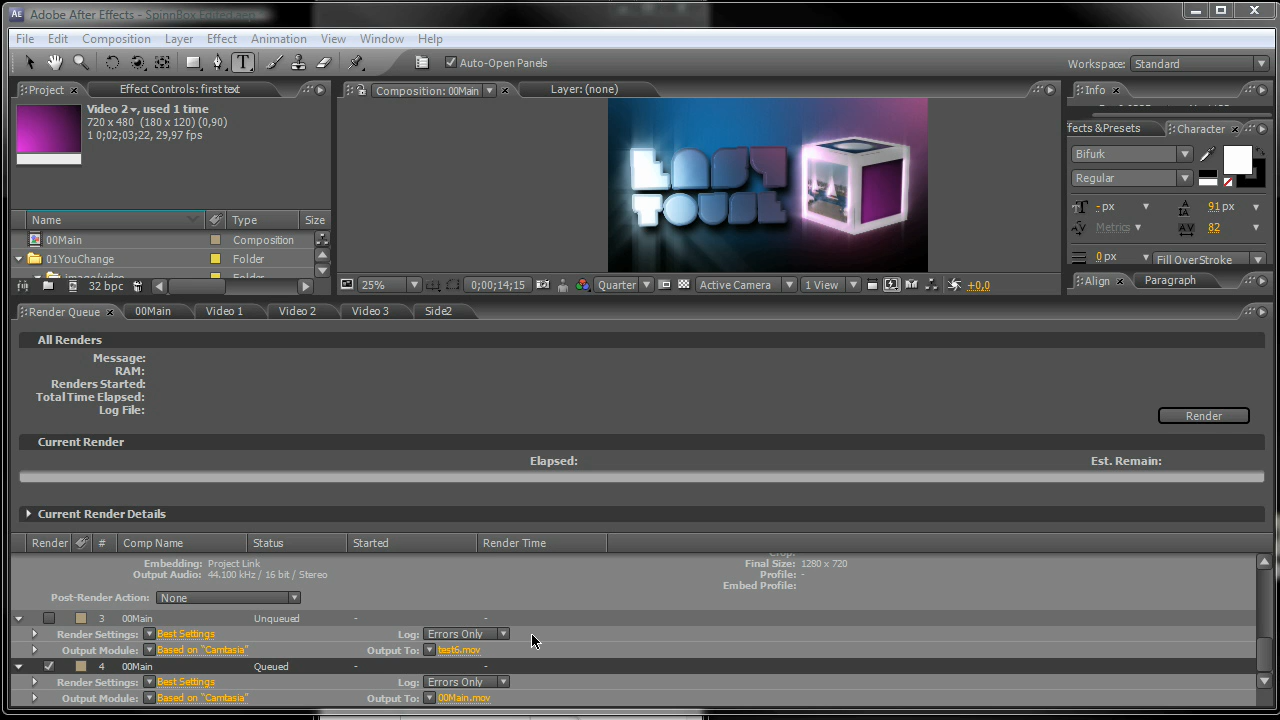 Adobe After Effects - SpinnBox Edited.aep
File Edit Composition Layer Effect Animation View Window Help
Auto-Open Panels
Workspace: Standard
Project
Effect Controls: first text
Composition: 00Main
Layer: (none)
Info
Video 2 , used 1 time
720 x 480 (180 x 120) (0,90)
1 0;02;03;22, 29,97 fps
LAST
TOUSE
ffects &Presets
Character
Bifurk
Regular
- px
91 px
Metrics
82
0 px
Fill Over Stroke
Align
Paragraph
Name Type Size
00Main Composition
01YouChange Folder
image/video Folder
32 bpc
25%
0;00;14;15
Quarter
Active Camera
1 View
+0,0
Render Queue
00Main
Video 1
Video 2
Video 3
Side2
All Renders
Message:
RAM:
Renders Started:
Total Time Elapsed:
Log File:
Render
Current Render
Elapsed:
Est. Remain:
Current Render Details
Render # Comp Name Status Started Render Time
Crop:
Embedding: Project Link
Final Size: 1280 x 720
Output Audio: 44.100 kHz / 16 bit / Stereo
Profile: -
Embed Profile:
Post-Render Action: None
3 00Main Unqueued - -
Render Settings: Best Settings Log: Errors Only
Output Module: Based on "Camtasia" Output To: test6.mov
4 00Main Queued - -
Render Settings: Best Settings Log: Errors Only
Output Module: Based on "Camtasia" Output To: 00Main.mov